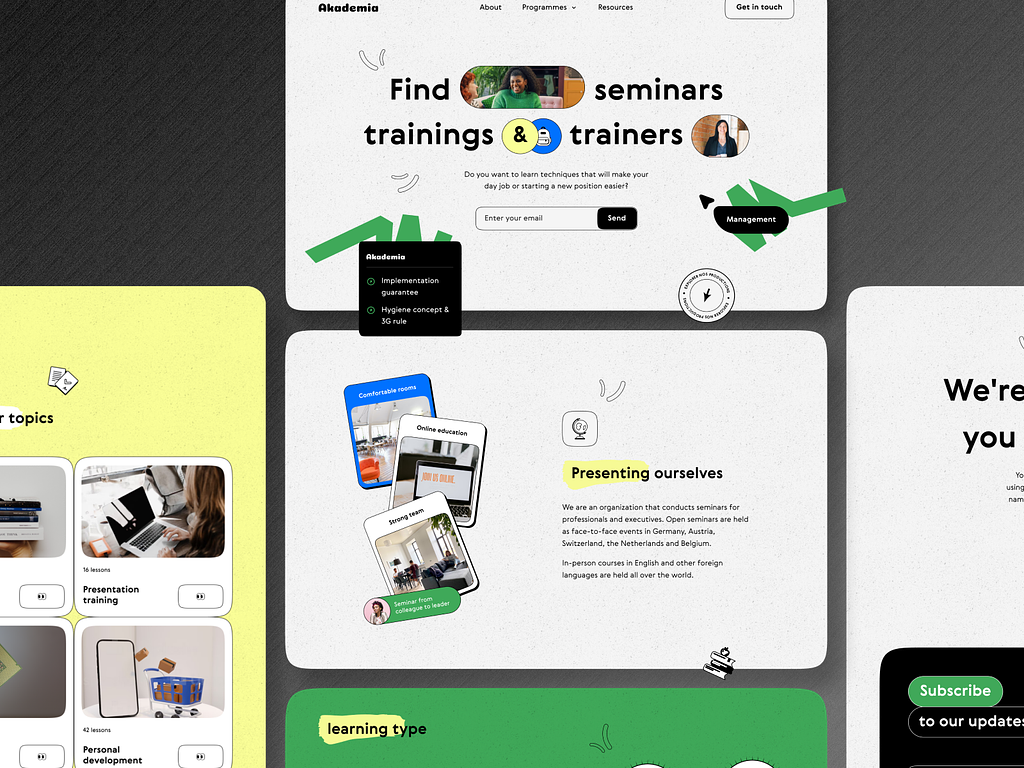 Akademia
About
Programmes
Resources
Get in touch
Find seminars
trainings & trainers
Do you want to learn techniques that will make your
day job or starting a new position easier?
Enter your email
Send
Management
Akademia
Implementation
guarantee
Hygiene concept &
3G rule
r topics
16 lessons
Presentation
training
42 lessons
Personal
development
Comfortable rooms
Online education
JOIN US ONLINE.
Strong team
Seminar from
colleague to leader
Presenting ourselves
We are an organization that conducts seminars for
professionals and executives. Open seminars are held
as face-to-face events in Germany, Austria,
Switzerland, the Netherlands and Belgium.
In-person courses in English and other foreign
languages are held all over the world.
learning type
We're
you
Yo
using
name
Subscribe
to our updates